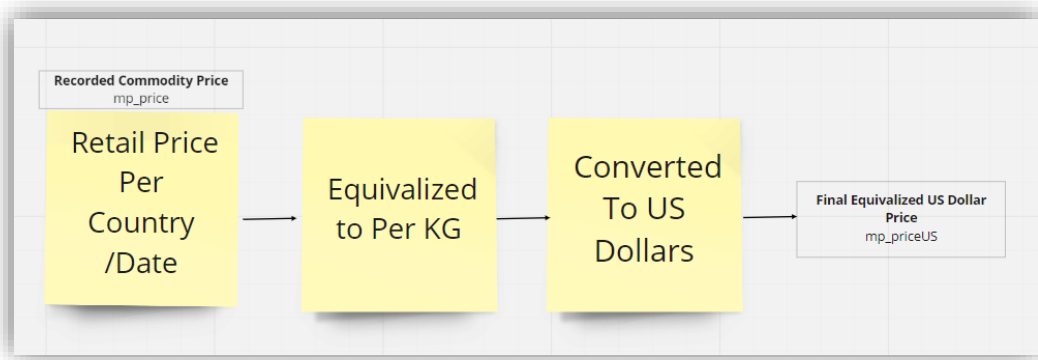 Recorded Commodity Price
mp_price
Retail Price
Per
Country
/Date
Equivalized
to Per KG
Converted
To US
Dollars
Final Equivalized US Dollar
Price
mp_priceUS